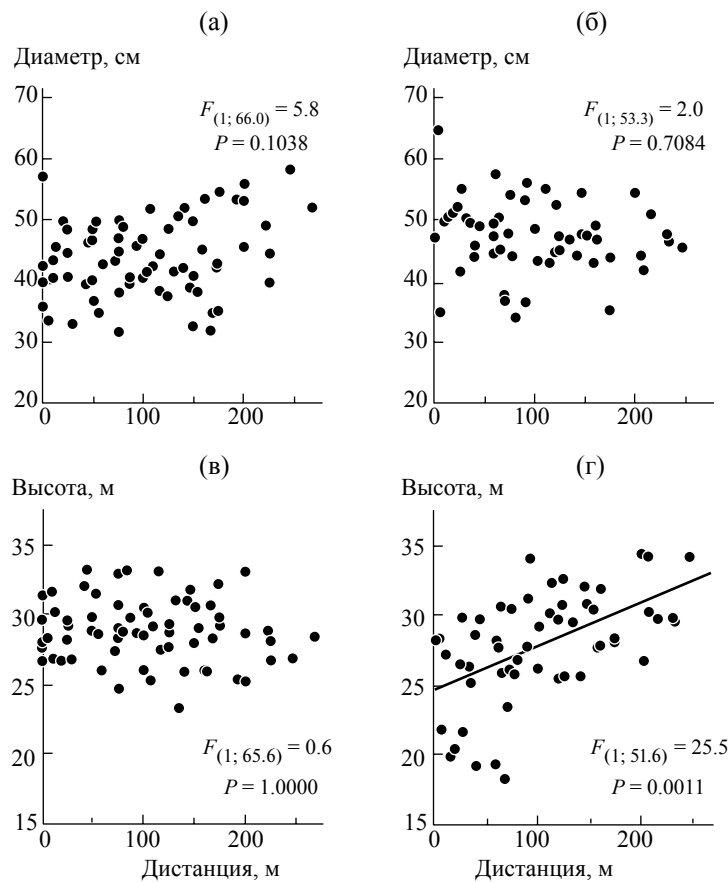 (а)
Диаметр, см
70
60
50
40
30
20
0
100
200
F(1; 66.0) = 5.8
P = 0.1038
(б)
Диаметр, см
70
60
50
40
30
20
0
100
200
F(1; 53.3) = 2.0
P = 0.7084
(в)
Высота, м
35
30
25
20
15
0
100
200
Дистанция, м
F(1; 65.6) = 0.6
P = 1.0000
(г)
Высота, м
35
30
25
20
15
0
100
200
Дистанция, м
F(1; 51.6) = 25.5
P = 0.0011